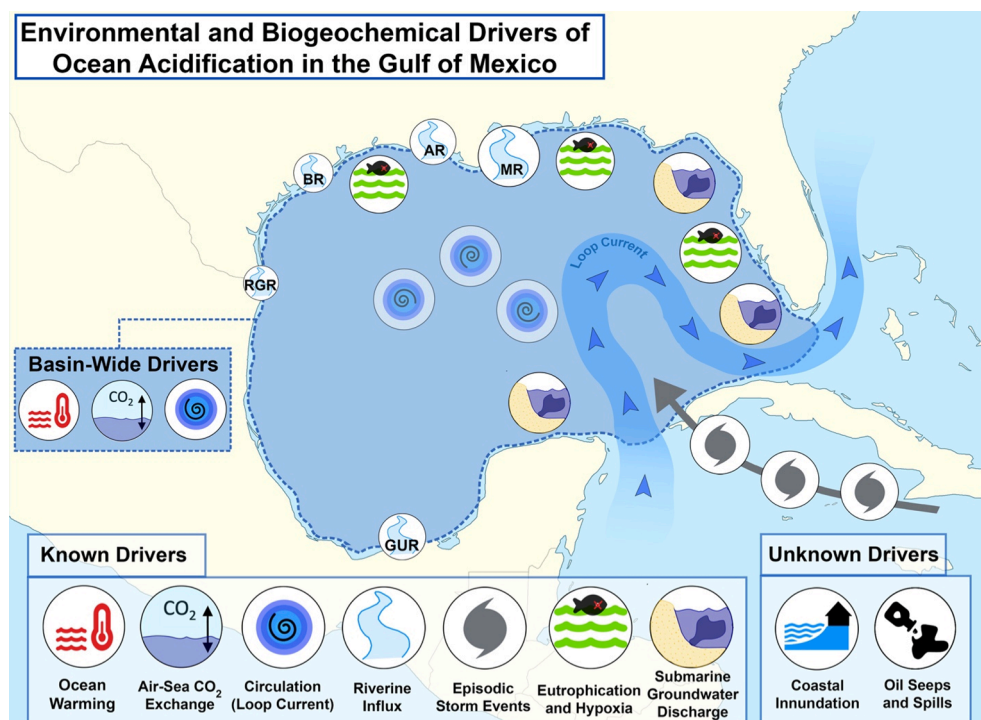 Environmental and Biogeochemical Drivers of
Ocean Acidification in the Gulf of Mexico
AR
MR
BR
Loop Current
RGR
Basin-Wide Drivers
CO₂
GUR
Known Drivers
Unknown Drivers
CO₂
Ocean
Warming
Air-Sea CO₂
Exchange
Circulation
(Loop Current)
Riverine
Influx
Episodic
Storm Events
Eutrophication
and Hypoxia
Submarine
Groundwater
Discharge
Coastal
Innundation
Oil Seeps
and Spills